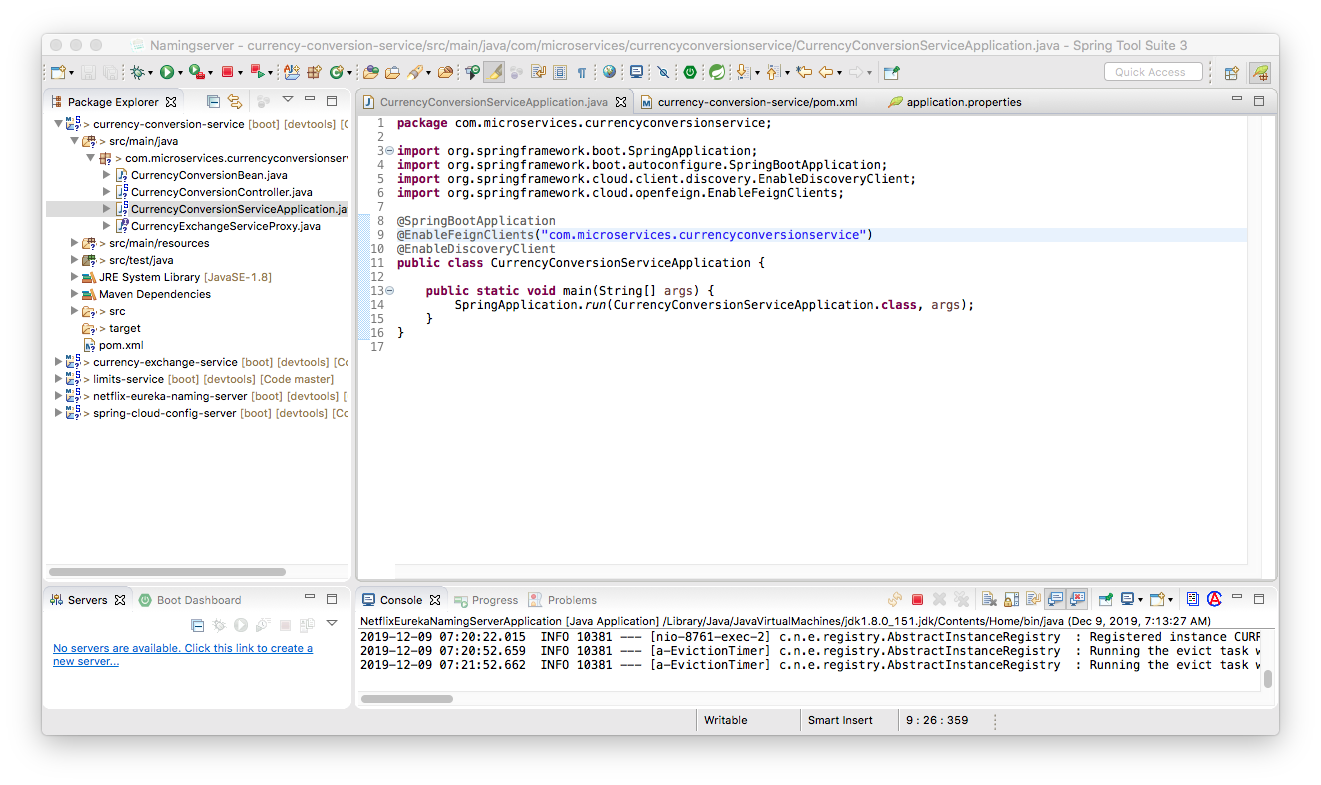 Namingserver - currency-conversion-service/src/main/java/com/microservices/currencyconversionservice/CurrencyConversionServiceApplication.java - Spring Tool Suite 3
Quick Access
Package Explorer
> currency-conversion-service [boot] [devtools] [C
> src/main/java
> com.microservices.currencyconversionser
CurrencyConversionBean.java
CurrencyConversionController.java
CurrencyConversionServiceApplication.ja
CurrencyExchangeServiceProxy.java
> src/main/resources
> src/test/java
JRE System Library [JavaSE-1.8]
Maven Dependencies
> src
> target
pom.xml
> currency-exchange-service [boot] [devtools] [Co
> limits-service [boot] [devtools] [Code master]
> netflix-eureka-naming-server [boot] [devtools] [
> spring-cloud-config-server [boot] [devtools] [Co
CurrencyConversionServiceApplication.java
currency-conversion-service/pom.xml
application.properties
1 package com.microservices.currencyconversionservice;
2
3 import org.springframework.boot.SpringApplication;
4 import org.springframework.boot.autoconfigure.SpringBootApplication;
5 import org.springframework.cloud.client.discovery.EnableDiscoveryClient;
6 import org.springframework.cloud.openfeign.EnableFeignClients;
7
8 @SpringBootApplication
9 @EnableFeignClients("com.microservices.currencyconversionservice")
10 @EnableDiscoveryClient
11 public class CurrencyConversionServiceApplication {
12
13 public static void main(String[] args) {
14 SpringApplication.run(CurrencyConversionServiceApplication.class, args);
15 }
16 }
17
Servers
Boot Dashboard
No servers are available. Click this link to create a
new server...
Console
Progress
Problems
NetflixEurekaNamingServerApplication [Java Application] /Library/Java/JavaVirtualMachines/jdk1.8.0_151.jdk/Contents/Home/bin/java (Dec 9, 2019, 7:13:27 AM)
2019-12-09 07:20:22.015 INFO 10381 --- [nio-8761-exec-2] c.n.e.registry.AbstractInstanceRegistry : Registered instance CURR
2019-12-09 07:20:52.659 INFO 10381 --- [a-EvictionTimer] c.n.e.registry.AbstractInstanceRegistry : Running the evict task w
2019-12-09 07:21:52.662 INFO 10381 --- [a-EvictionTimer] c.n.e.registry.AbstractInstanceRegistry : Running the evict task w
Writable
Smart Insert
9 : 26 : 359